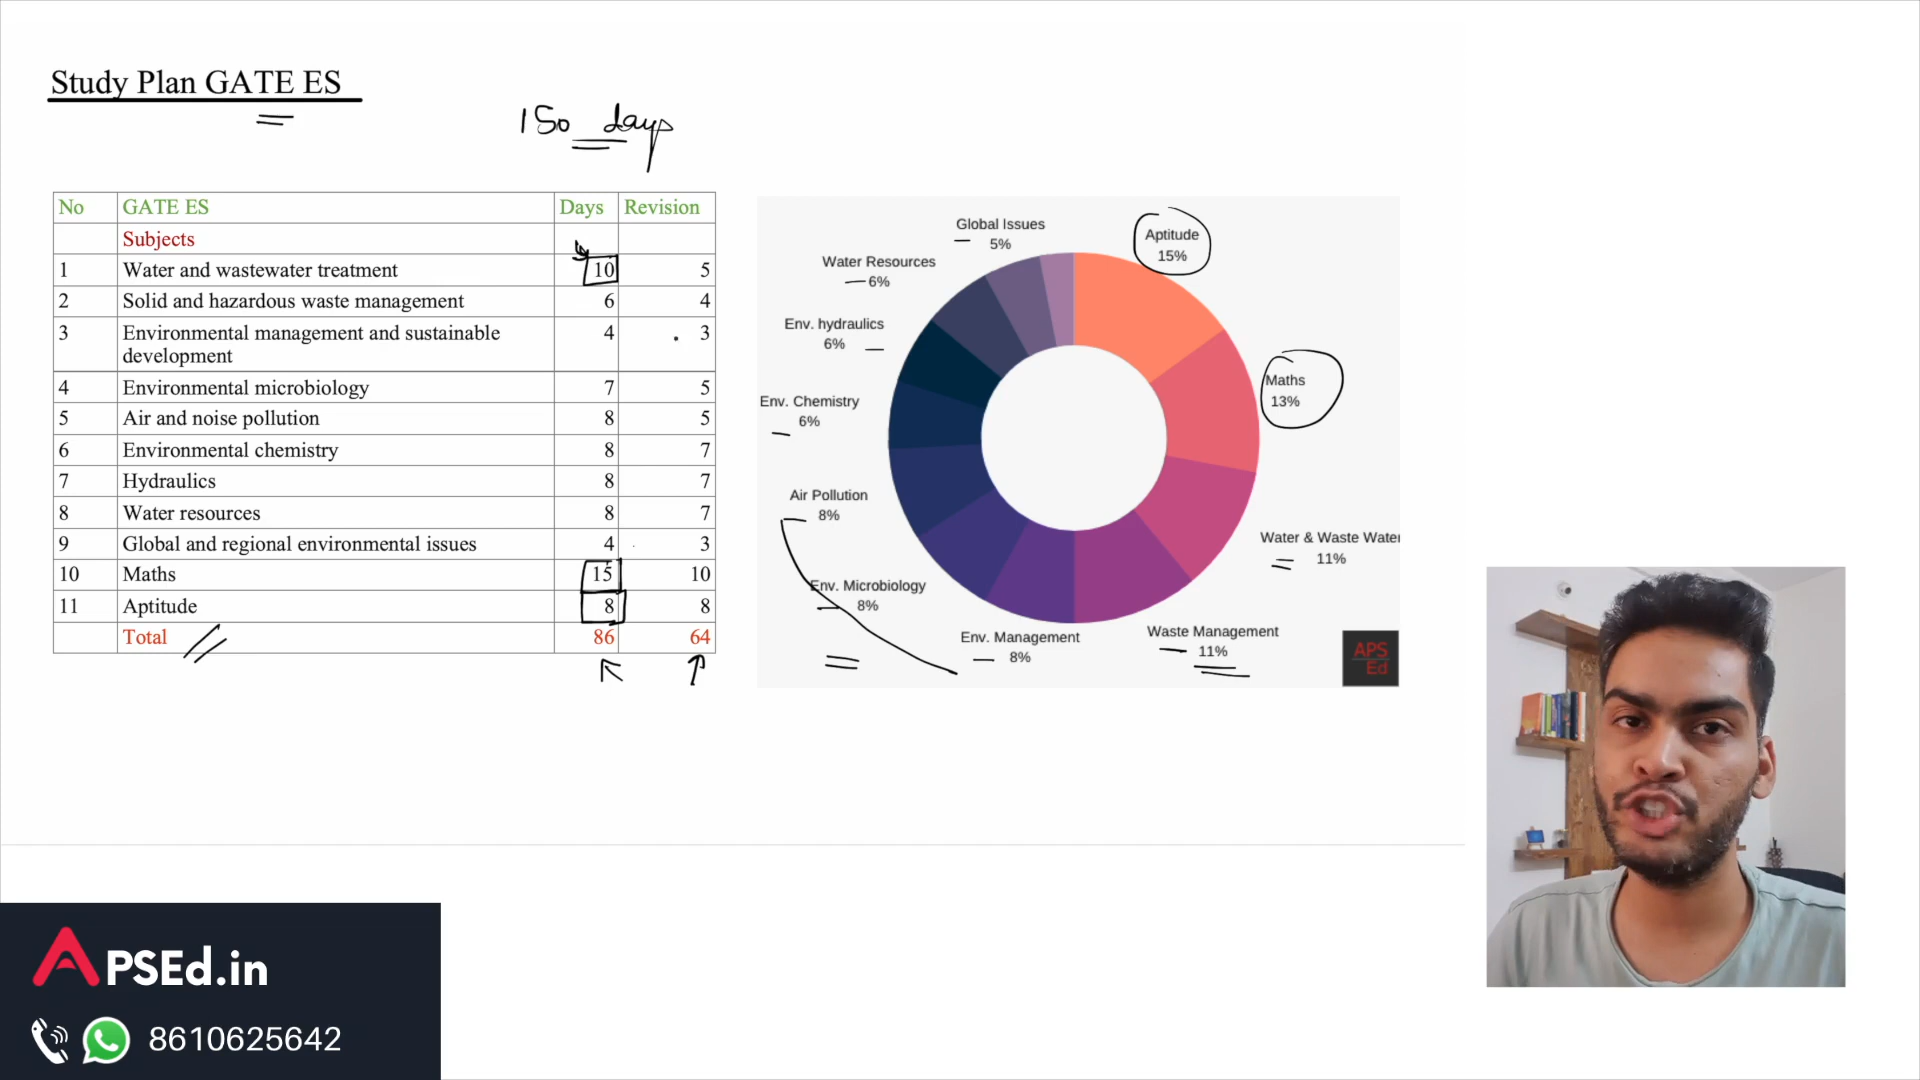 Study Plan GATE ES
150 days
No GATE ES Days Revision
Subjects
1 Water and wastewater treatment 10 5
2 Solid and hazardous waste management 6 4
3 Environmental management and sustainable development 4 3
4 Environmental microbiology 7 5
5 Air and noise pollution 8 5
6 Environmental chemistry 8 7
7 Hydraulics 8 7
8 Water resources 8 7
9 Global and regional environmental issues 4 3
10 Maths 15 10
11 Aptitude 8 8
Total 86 64
Global Issues
5%
Aptitude
15%
Water Resources
6%
Env. hydraulics
6%
Maths
13%
Env. Chemistry
6%
Air Pollution
8%
Water & Waste Water
11%
Env. Microbiology
8%
Env. Management
8%
Waste Management
11%
APS
Ed
APSEd.in
8610625642